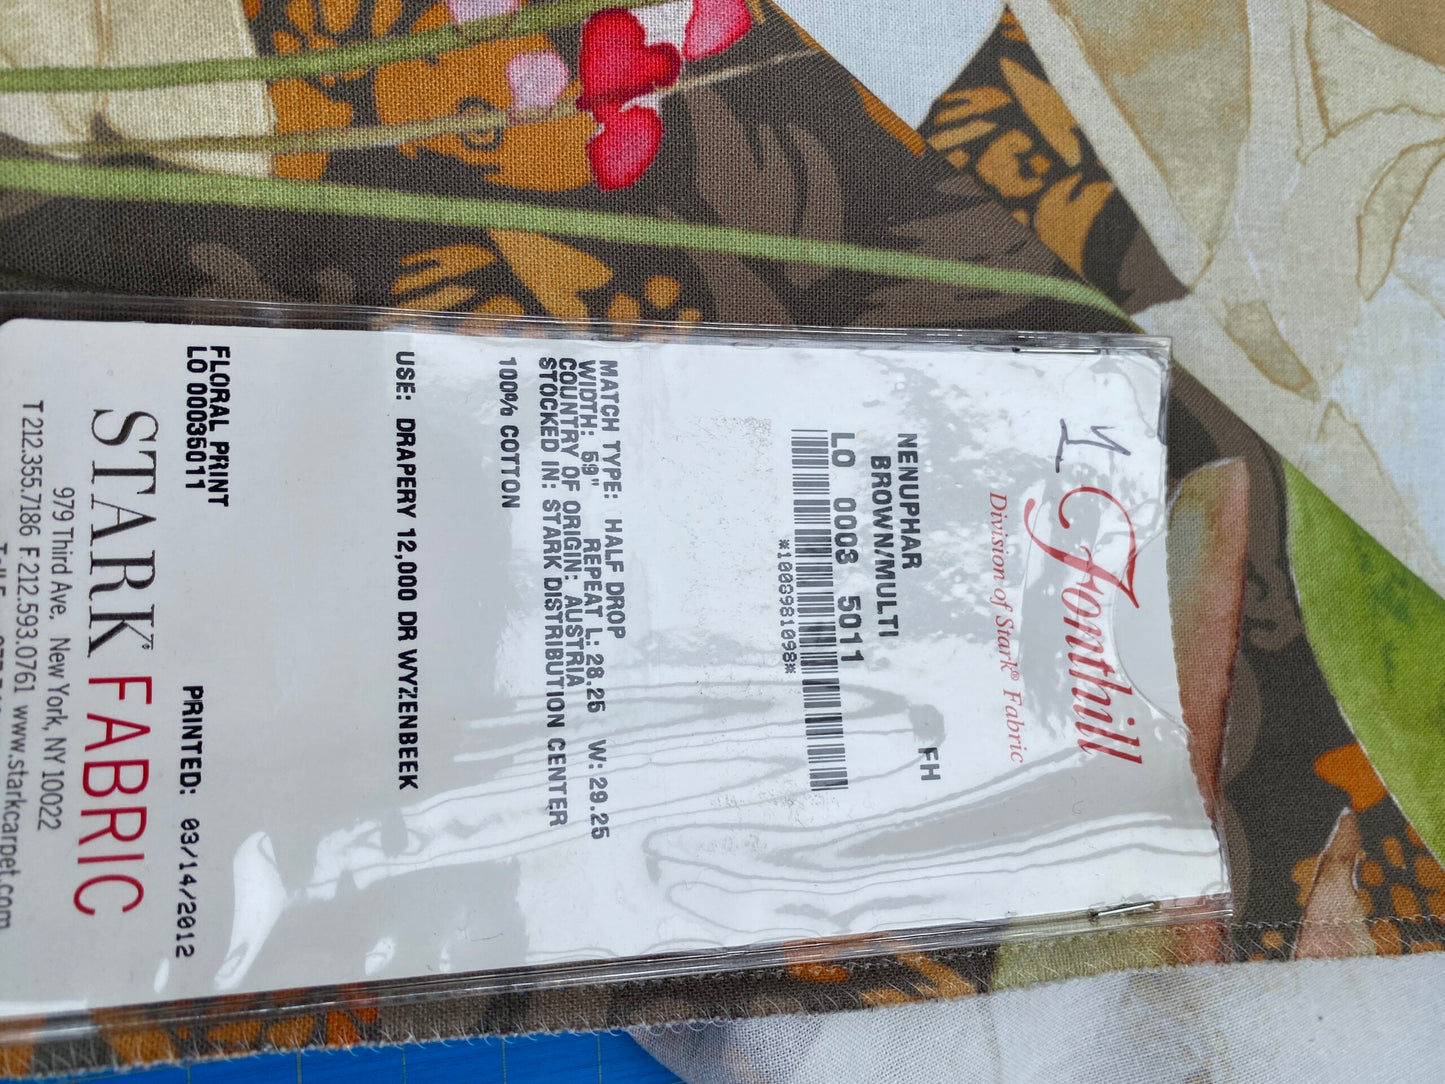 Fonthill
Division of Stark® Fabric
FH
NENUPHAR
BROWN/MULTI
LO 0003 5011
*1003981098*
MATCH TYPE: HALF DROP
WIDTH: 59" REPEAT L: 28.25 W: 29.25
COUNTRY OF ORIGIN: AUSTRIA
STOCKED IN: STARK DISTRIBUTION CENTER
100% COTTON
USE: DRAPERY 12,000 DR WYZENBEEK
FLORAL PRINT
LO 00035011 PRINTED: 03/14/2012
STARK® FABRIC
979 Third Ave. New York, NY 10022
T 212.355.7186 F 212.593.0761 www.starkcarpet.com